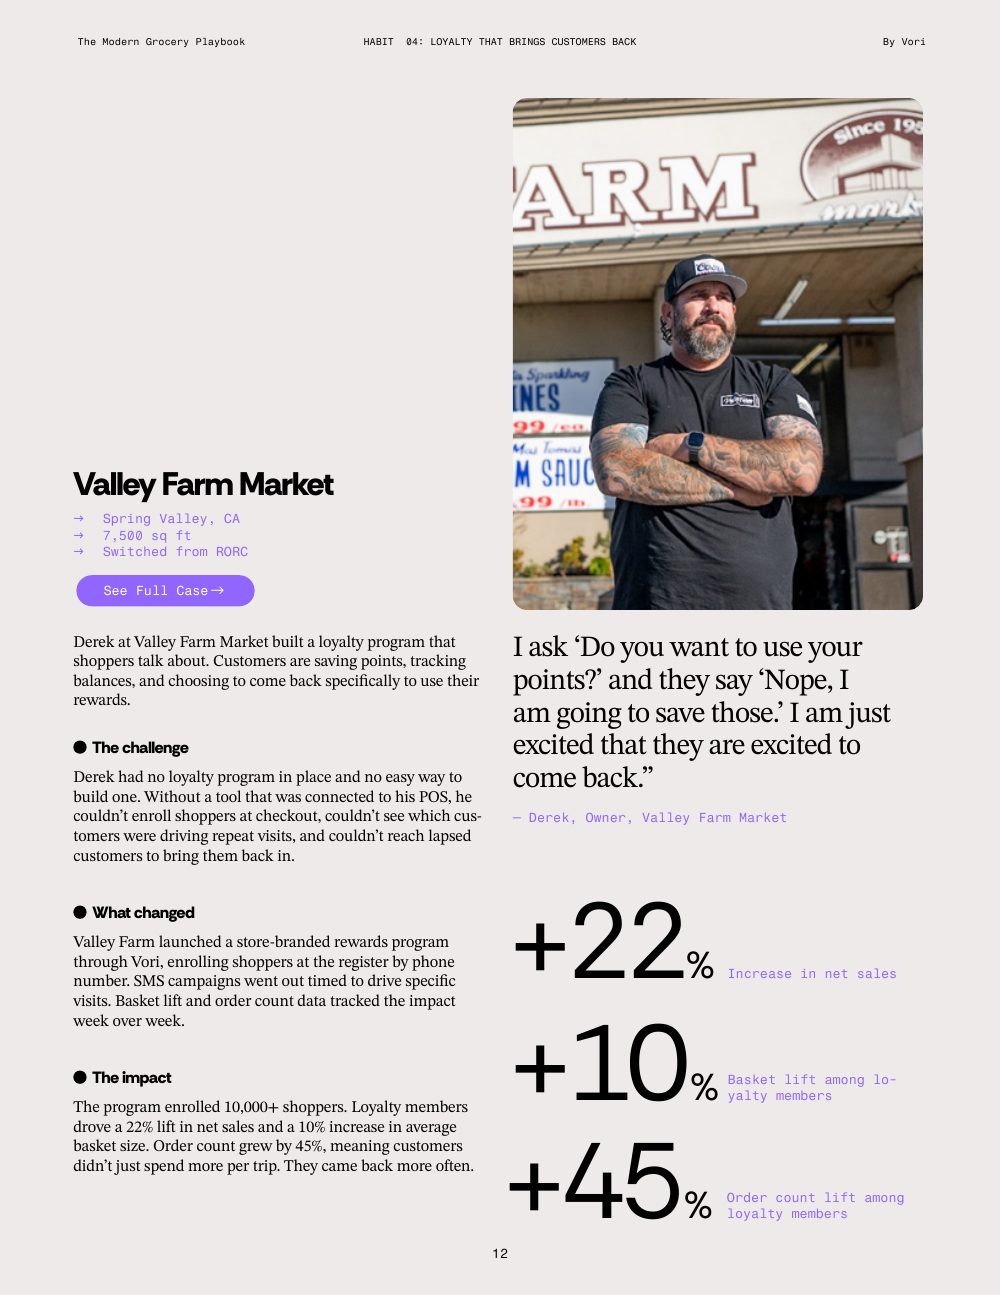 The Modern Grocery Playbook
HABIT 04: LOYALTY THAT BRINGS CUSTOMERS BACK
By Vori
Valley Farm Market
→ Spring Valley, CA
→ 7,500 sq ft
→ Switched from RORC
See Full Case→
Derek at Valley Farm Market built a loyalty program that
shoppers talk about. Customers are saving points, tracking
balances, and choosing to come back specifically to use their
rewards.
● The challenge
Derek had no loyalty program in place and no easy way to
build one. Without a tool that was connected to his POS, he
couldn’t enroll shoppers at checkout, couldn’t see which cus-
tomers were driving repeat visits, and couldn’t reach lapsed
customers to bring them back in.
● What changed
Valley Farm launched a store-branded rewards program
through Vori, enrolling shoppers at the register by phone
number. SMS campaigns went out timed to drive specific
visits. Basket lift and order count data tracked the impact
week over week.
● The impact
The program enrolled 10,000+ shoppers. Loyalty members
drove a 22% lift in net sales and a 10% increase in average
basket size. Order count grew by 45%, meaning customers
didn’t just spend more per trip. They came back more often.
ARM
Since 195
mark
Sparkling
INES
99 /ea
Mas Tomas
M SAUC
.99 /lb.
I ask ‘Do you want to use your
points?’ and they say ‘Nope, I
am going to save those.’ I am just
excited that they are excited to
come back.”
— Derek, Owner, Valley Farm Market
+22% Increase in net sales
+10% Basket lift among lo-
yalty members
+45% Order count lift among
loyalty members
12